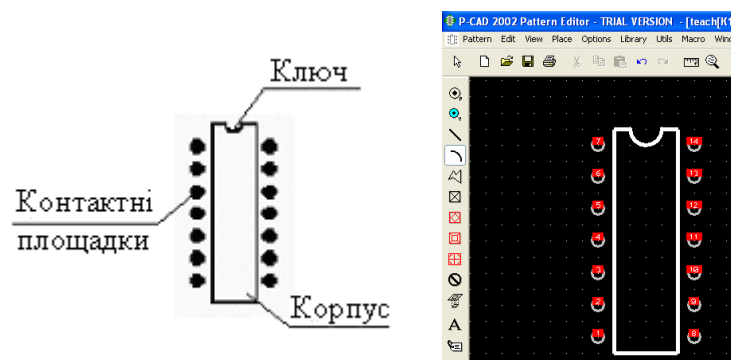 Ключ
Контактні
площадки
Корпус
P-CAD 2002 Pattern Editor - TRIAL VERSION - [teach[K1
Pattern Edit View Place Options Library Utils Macro Wind
7 14
6 13
5 12
4 11
3 10
2 9
1 8
A